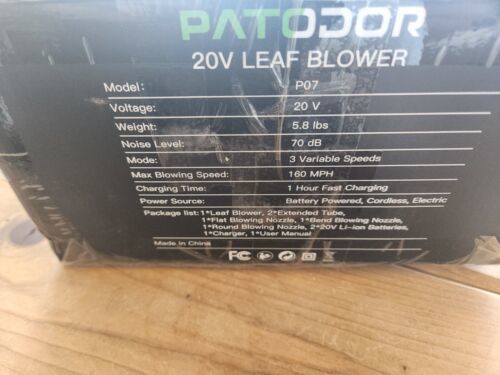 PATODOR
20V LEAF BLOWER
Model: P07
Voltage: 20 V
Weight: 5.8 lbs
Noise Level: 70 dB
Mode: 3 Variable Speeds
Max Blowing Speed: 160 MPH
Charging Time: 1 Hour Fast Charging
Power Source: Battery Powered, Cordless, Electric
Package list: 1*Leaf Blower, 2*Extended Tube,
1*Flat Blowing Nozzle, 1*Bend Blowing Nozzle,
1*Round Blowing Nozzle, 2*20V Li-ion Batteries,
1*Charger, 1*User Manual
Made in China
FC